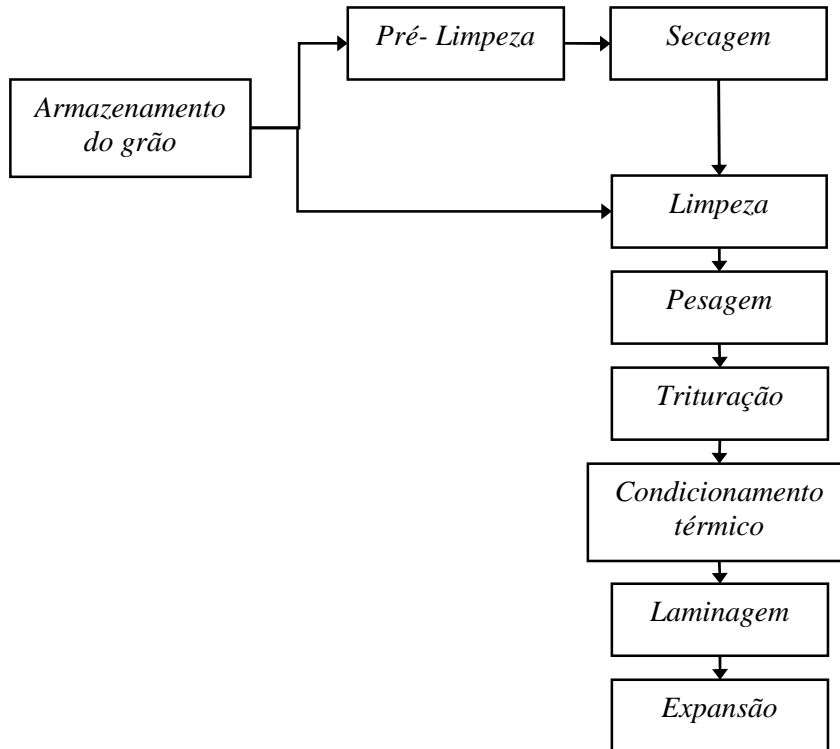 Pré- Limpeza
Secagem
Armazenamento
do grão
Limpeza
Pesagem
Trituração
Condicionamento
térmico
Laminagem
Expansão